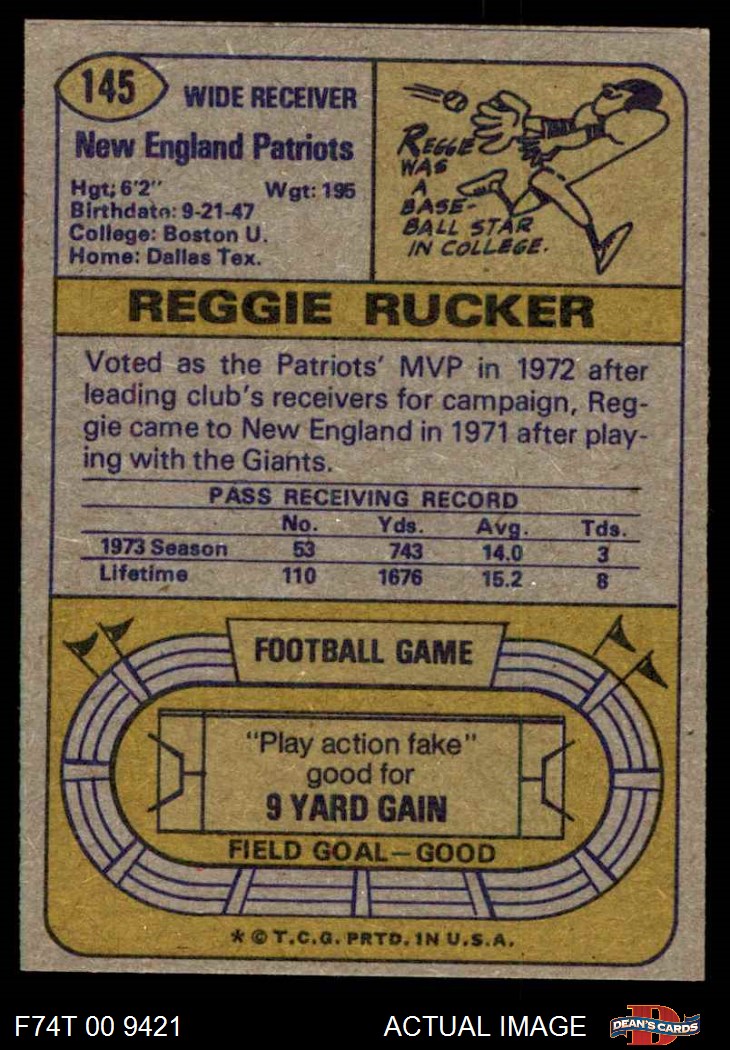 145
WIDE RECEIVER
New England Patriots
Hgt: 6'2" Wgt: 195
Birthdate: 9-21-47
College: Boston U.
Home: Dallas Tex.
REGGIE
WAS
A
BASE-
BALL STAR
IN COLLEGE.
REGGIE RUCKER
Voted as the Patriots' MVP in 1972 after
leading club's receivers for campaign, Reg-
gie came to New England in 1971 after play-
ing with the Giants.
PASS RECEIVING RECORD
No. Yds. Avg. Tds.
1973 Season 53 743 14.0 3
Lifetime 110 1676 15.2 8
FOOTBALL GAME
"Play action fake"
good for
9 YARD GAIN
FIELD GOAL—GOOD
* © T.C.G. PRTD. IN U.S.A.
F74T 00 9421 ACTUAL IMAGE
D
DEAN'S CARDS